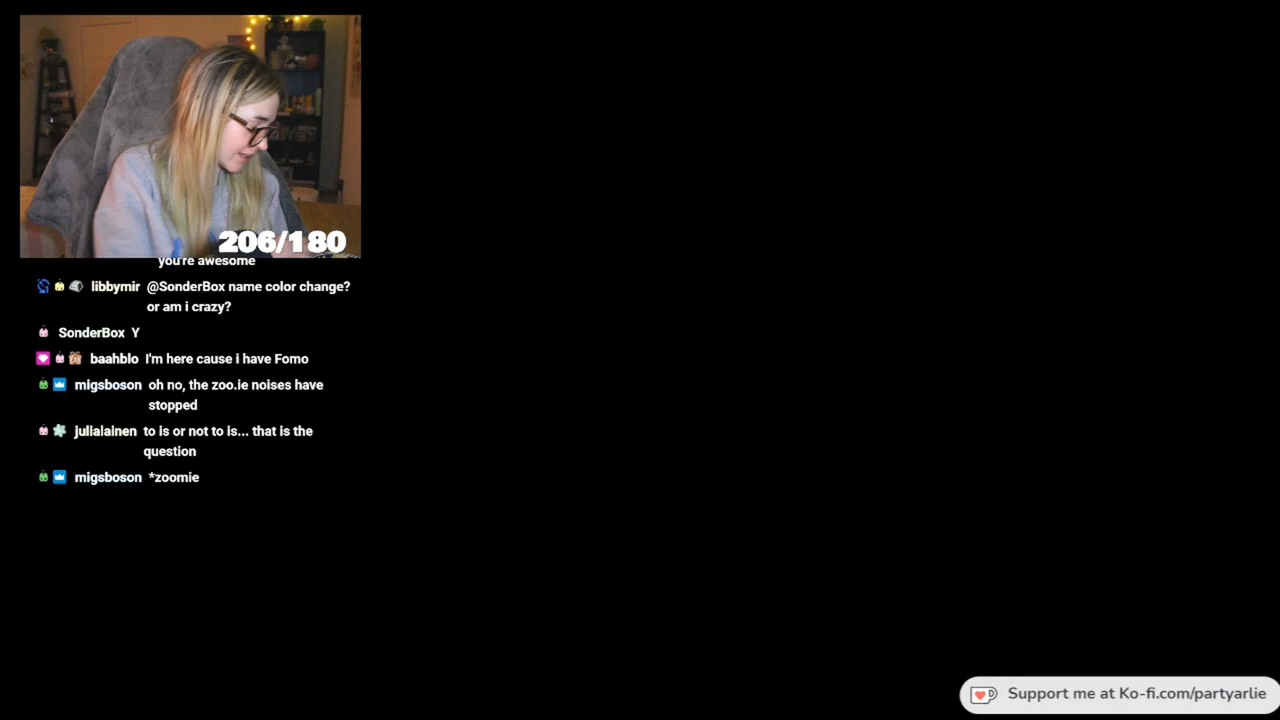 206/180
you're awesome
libbymir @SonderBox name color change?
or am i crazy?
SonderBox Y
baahblo I'm here cause i have Fomo
migsboson oh no, the zoo.ie noises have
stopped
julialainen to is or not to is... that is the
question
migsboson *zoomie
Support me at Ko-fi.com/partyarlie